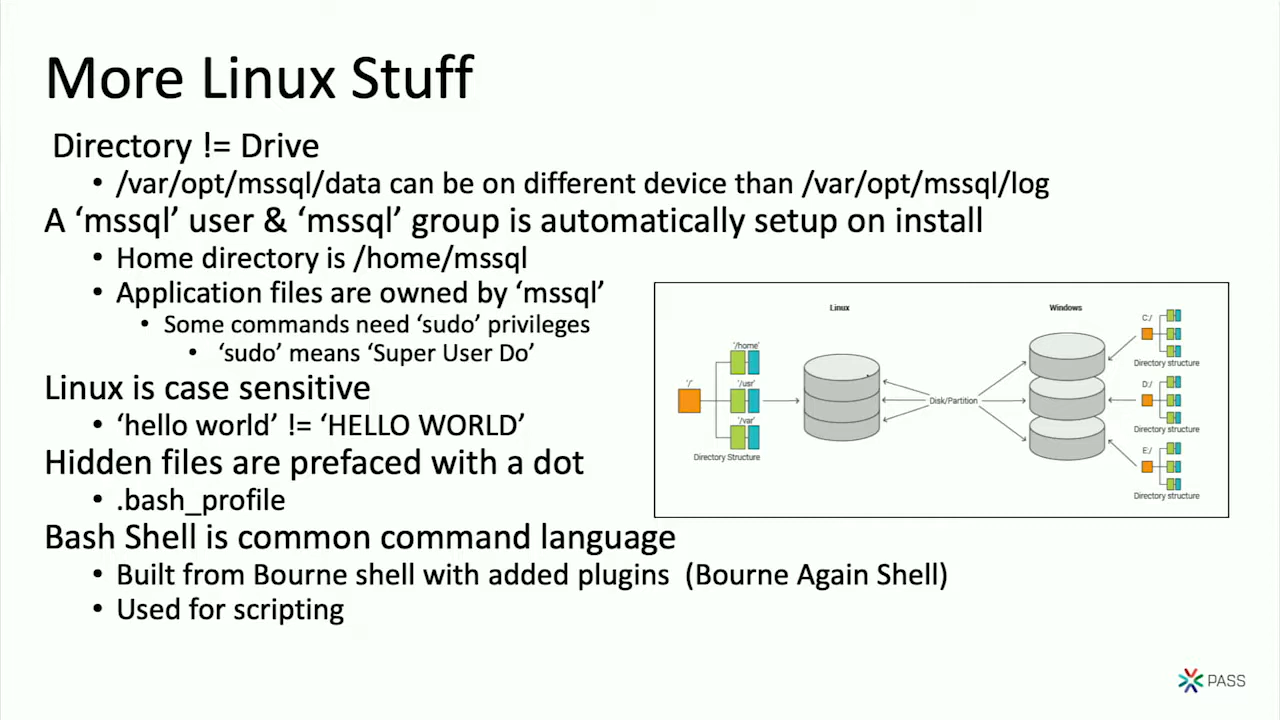 More Linux Stuff
Directory != Drive
• /var/opt/mssql/data can be on different device than /var/opt/mssql/log
A ‘mssql’ user & ‘mssql’ group is automatically setup on install
• Home directory is /home/mssql
• Application files are owned by ‘mssql’
• Some commands need ‘sudo’ privileges
• ‘sudo’ means ‘Super User Do’
Linux is case sensitive
• ‘hello world’ != ‘HELLO WORLD’
Hidden files are prefaced with a dot
• .bash_profile
Bash Shell is common command language
• Built from Bourne shell with added plugins (Bourne Again Shell)
• Used for scripting
Linux
'/'
'/home'
'/usr'
'/var'
Directory Structure
Disk/Partition
Windows
C:/
Directory structure
D:/
Directory structure
E:/
Directory structure
PASS